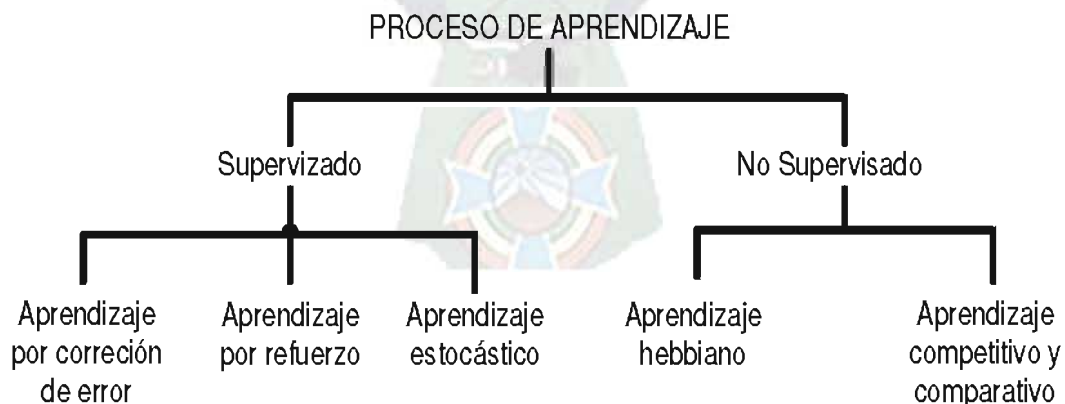 PROCESO DE APRENDIZAJE
Supervizado
No Supervisado
Aprendizaje
por correción
de error
Aprendizaje
por refuerzo
Aprendizaje
estocástico
Aprendizaje
hebbiano
Aprendizaje
competitivo y
comparativo